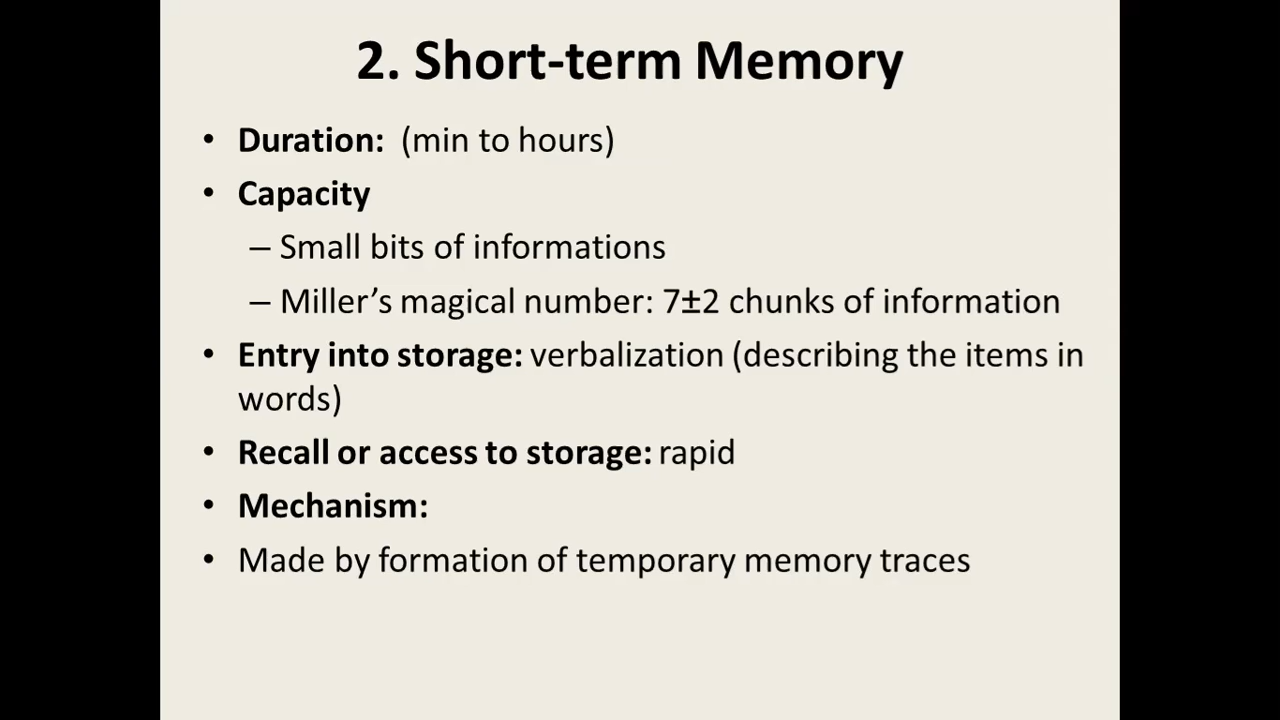 2. Short-term Memory
• Duration: (min to hours)
• Capacity
– Small bits of informations
– Miller’s magical number: 7±2 chunks of information
• Entry into storage: verbalization (describing the items in
words)
• Recall or access to storage: rapid
• Mechanism:
• Made by formation of temporary memory traces